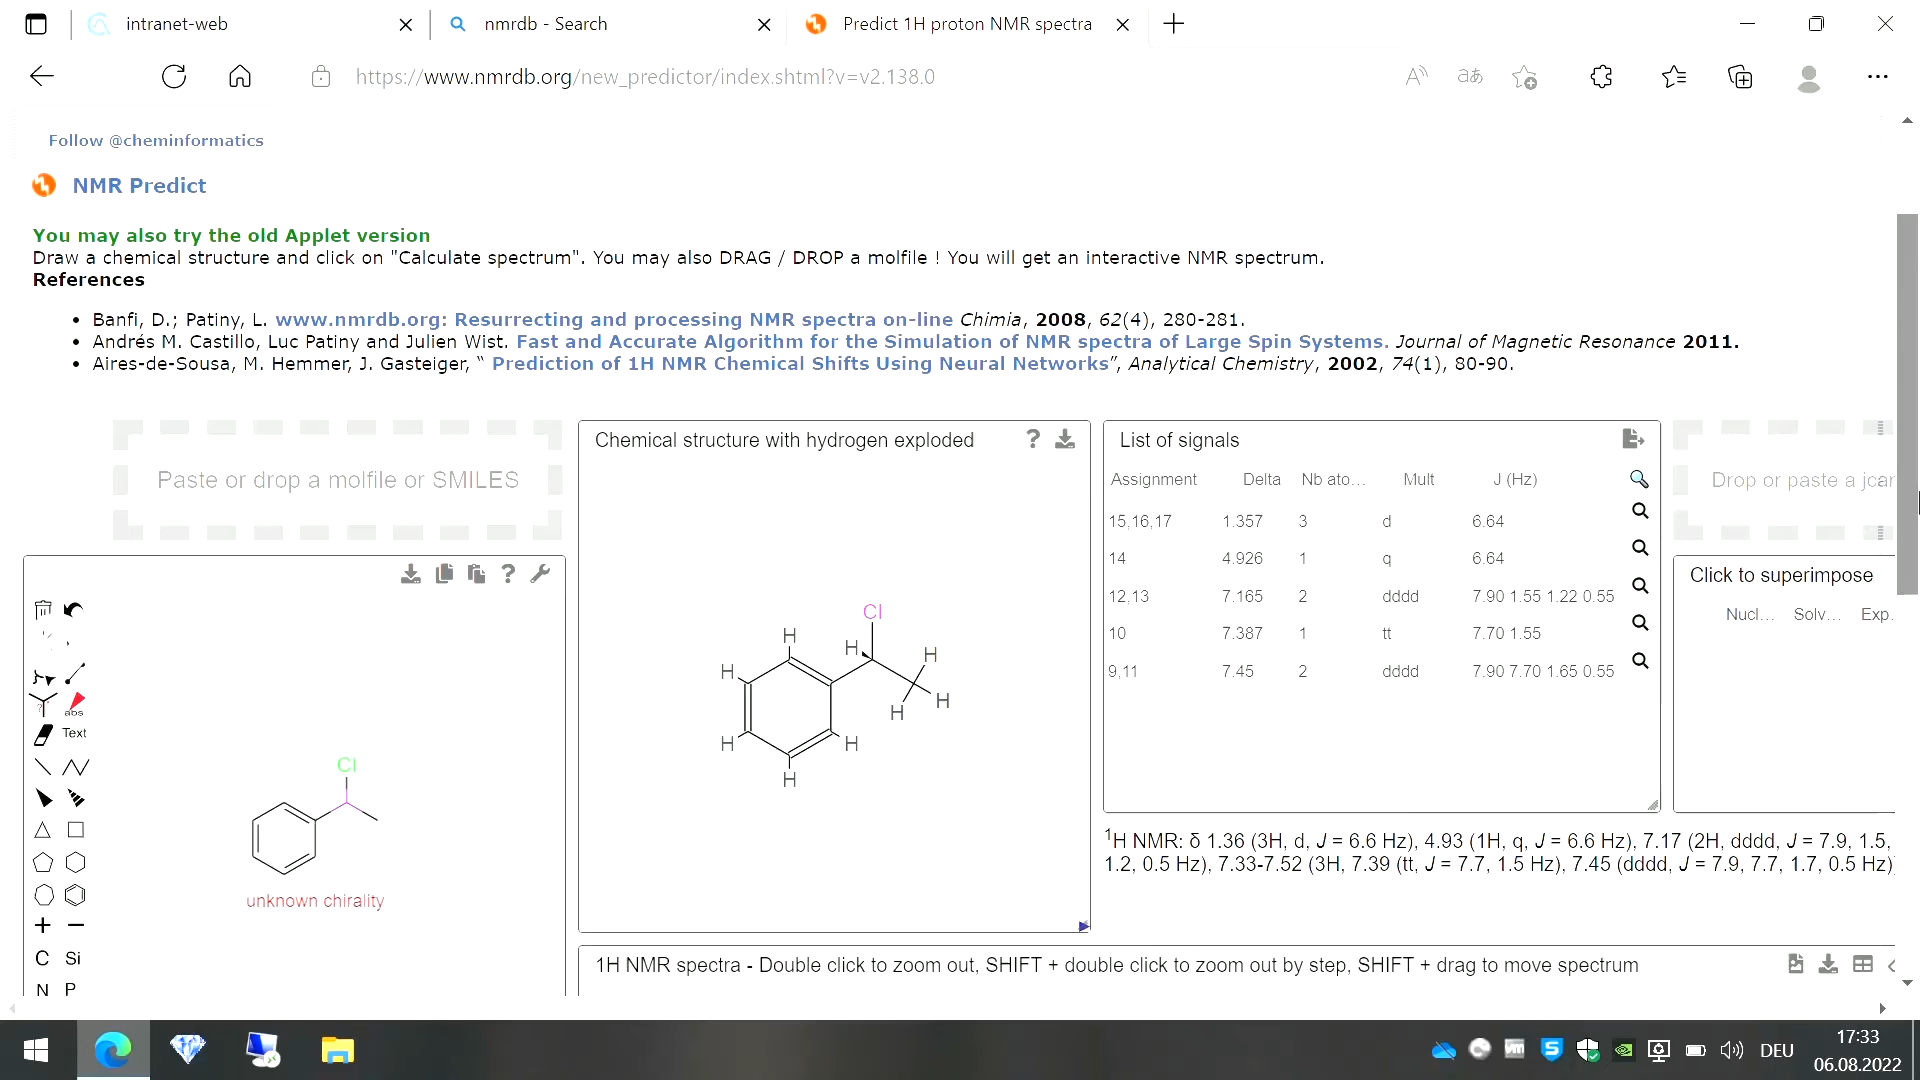 intranet-web
nmrdb - Search
Predict 1H proton NMR spectra
https://www.nmrdb.org/new_predictor/index.shtml?v=v2.138.0
Follow @cheminformatics
NMR Predict
You may also try the old Applet version
Draw a chemical structure and click on "Calculate spectrum". You may also DRAG / DROP a molfile ! You will get an interactive NMR spectrum.
References
• Banfi, D.; Patiny, L. www.nmrdb.org: Resurrecting and processing NMR spectra on-line Chimia, 2008, 62(4), 280-281.
• Andrés M. Castillo, Luc Patiny and Julien Wist. Fast and Accurate Algorithm for the Simulation of NMR spectra of Large Spin Systems. Journal of Magnetic Resonance 2011.
• Aires-de-Sousa, M. Hemmer, J. Gasteiger, “ Prediction of 1H NMR Chemical Shifts Using Neural Networks”, Analytical Chemistry, 2002, 74(1), 80-90.
Paste or drop a molfile or SMILES
abs
Text
C Si
N P
Cl
unknown chirality
Chemical structure with hydrogen exploded
Cl
H
H
H
H
H
H
H
H
H
List of signals
Assignment Delta Nb ato... Mult J (Hz)
15,16,17 1.357 3 d 6.64
14 4.926 1 q 6.64
12,13 7.165 2 dddd 7.90 1.55 1.22 0.55
10 7.387 1 tt 7.70 1.55
9,11 7.45 2 dddd 7.90 7.70 1.65 0.55
¹H NMR: δ 1.36 (3H, d, J = 6.6 Hz), 4.93 (1H, q, J = 6.6 Hz), 7.17 (2H, dddd, J = 7.9, 1.5,
1.2, 0.5 Hz), 7.33-7.52 (3H, 7.39 (tt, J = 7.7, 1.5 Hz), 7.45 (dddd, J = 7.9, 7.7, 1.7, 0.5 Hz)
Drop or paste a jcam
Click to superimpose
Nucl... Solv... Exp.
1H NMR spectra - Double click to zoom out, SHIFT + double click to zoom out by step, SHIFT + drag to move spectrum
DEU
17:33
06.08.2022